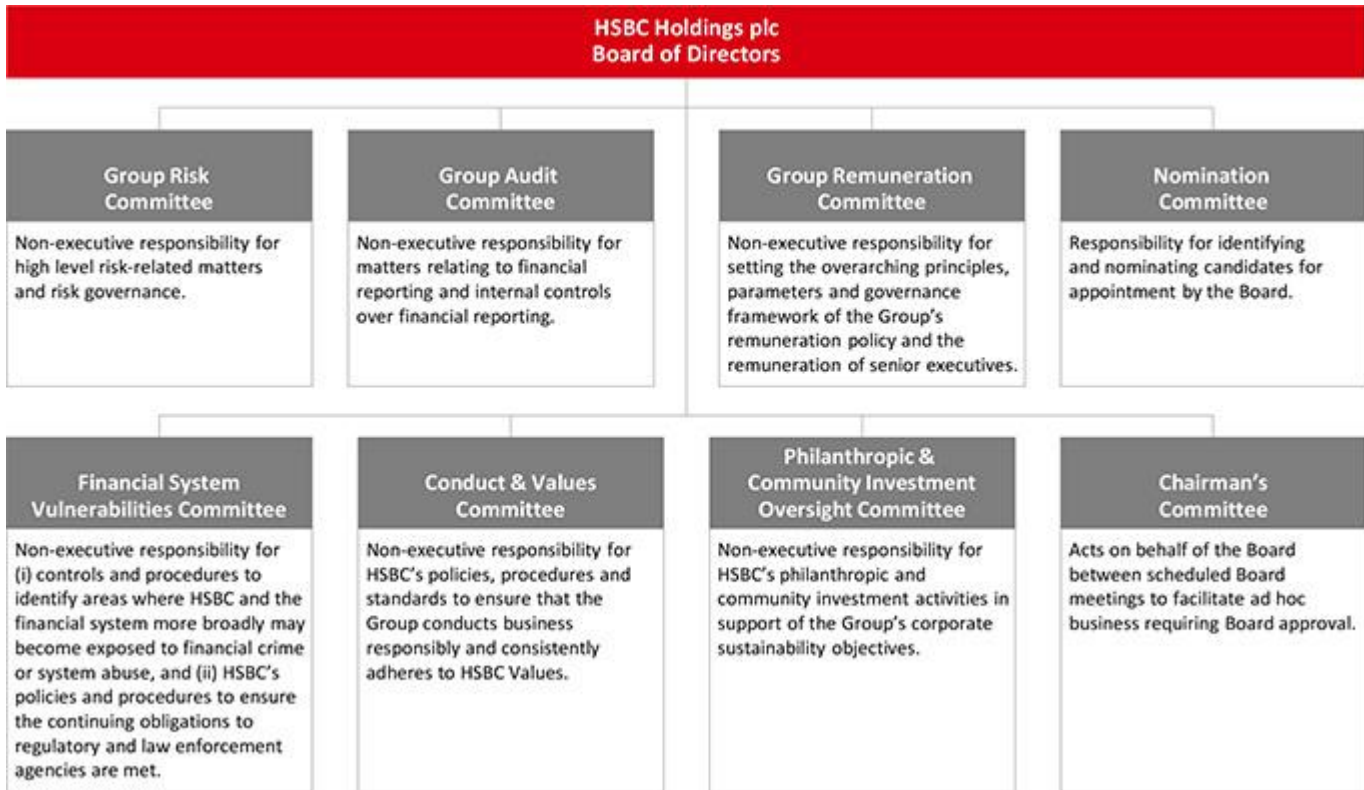 HSBC Holdings plc
Board of Directors
Group Risk
Committee
Non-executive responsibility for
high level risk-related matters
and risk governance.
Group Audit
Committee
Non-executive responsibility for
matters relating to financial
reporting and internal controls
over financial reporting.
Group Remuneration
Committee
Non-executive responsibility for
setting the overarching principles,
parameters and governance
framework of the Group's
remuneration policy and the
remuneration of senior executives.
Nomination
Committee
Responsibility for identifying
and nominating candidates for
appointment by the Board.
Financial System
Vulnerabilities Committee
Non-executive responsibility for
(i) controls and procedures to
identify areas where HSBC and the
financial system more broadly may
become exposed to financial crime
or system abuse, and (ii) HSBC's
policies and procedures to ensure
the continuing obligations to
regulatory and law enforcement
agencies are met.
Conduct & Values
Committee
Non-executive responsibility for
HSBC's policies, procedures and
standards to ensure that the
Group conducts business
responsibly and consistently
adheres to HSBC Values.
Philanthropic &
Community Investment
Oversight Committee
Non-executive responsibility for
HSBC's philanthropic and
community investment activities in
support of the Group's corporate
sustainability objectives.
Chairman's
Committee
Acts on behalf of the Board
between scheduled Board
meetings to facilitate ad hoc
business requiring Board approval.